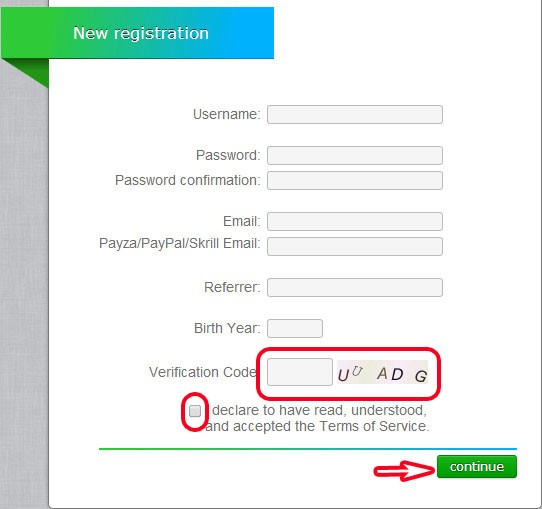 New registration
Username:
Password:
Password confirmation:
Email:
Payza/PayPal/Skrill Email:
Referrer:
Birth Year:
Verification Code UU ADG
declare to have read, understood,
and accepted the Terms of Service.
continue